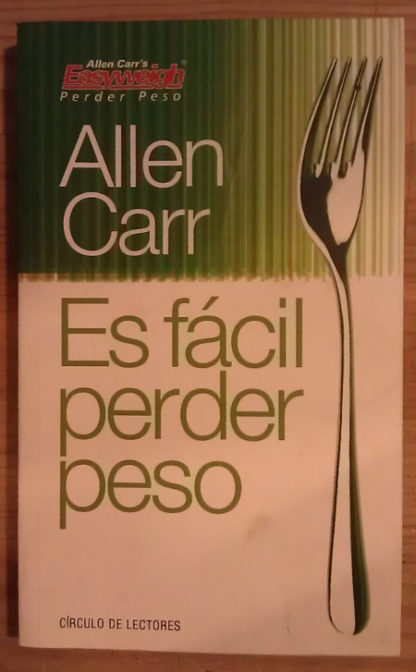 Allen Carr's
Easyweigh®
Perder Peso
Allen
Carr
Es fácil
perder
peso
CÍRCULO DE LECTORES